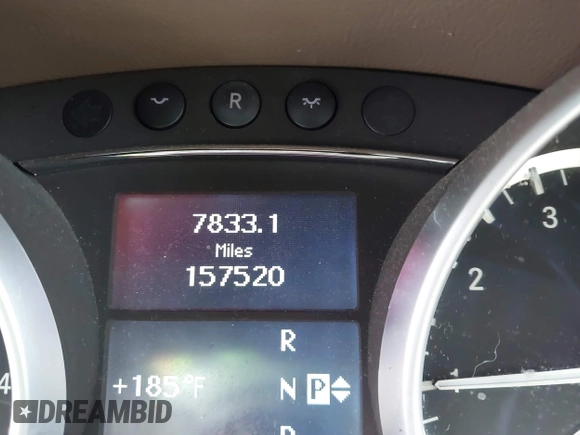 R
7833.1
Miles
157520
3
2
R
+185°F
N P
4
DREAMBID